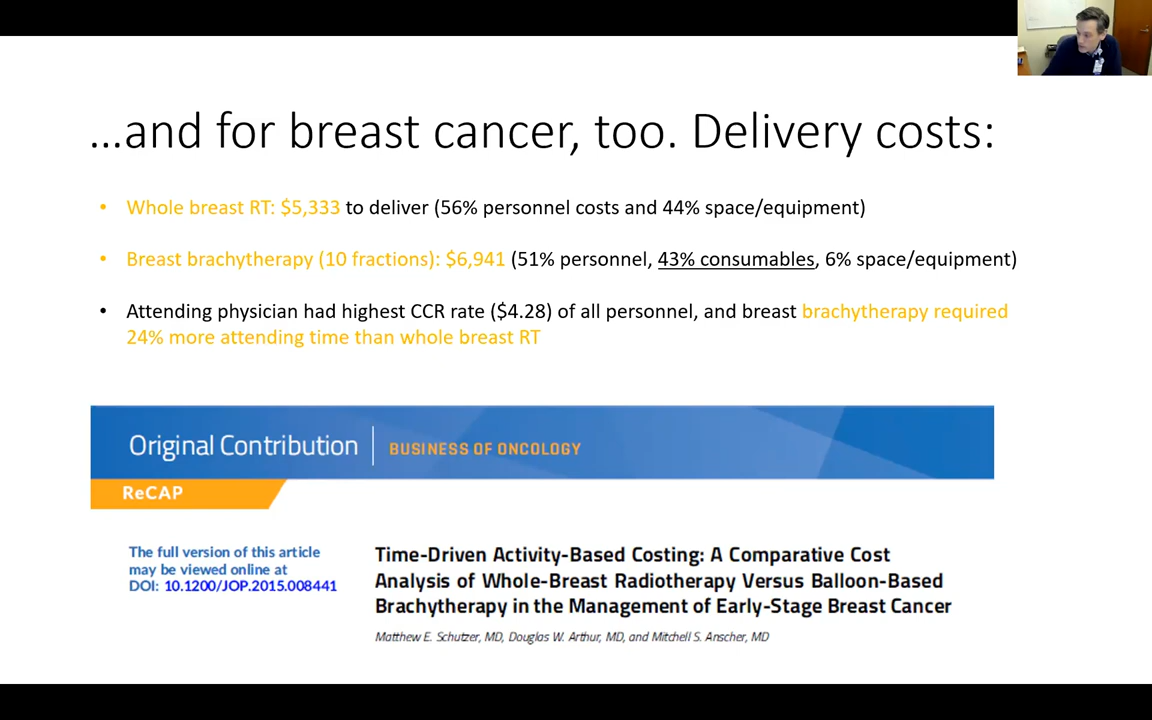 ...and for breast cancer, too. Delivery costs:
• Whole breast RT: $5,333 to deliver (56% personnel costs and 44% space/equipment)
• Breast brachytherapy (10 fractions): $6,941 (51% personnel, 43% consumables, 6% space/equipment)
• Attending physician had highest CCR rate ($4.28) of all personnel, and breast brachytherapy required
24% more attending time than whole breast RT
Original Contribution | BUSINESS OF ONCOLOGY
ReCAP
The full version of this article
may be viewed online at
DOI: 10.1200/JOP.2015.008441
Time-Driven Activity-Based Costing: A Comparative Cost
Analysis of Whole-Breast Radiotherapy Versus Balloon-Based
Brachytherapy in the Management of Early-Stage Breast Cancer
Matthew E. Schutzer, MD, Douglas W. Arthur, MD, and Mitchell S. Anscher, MD